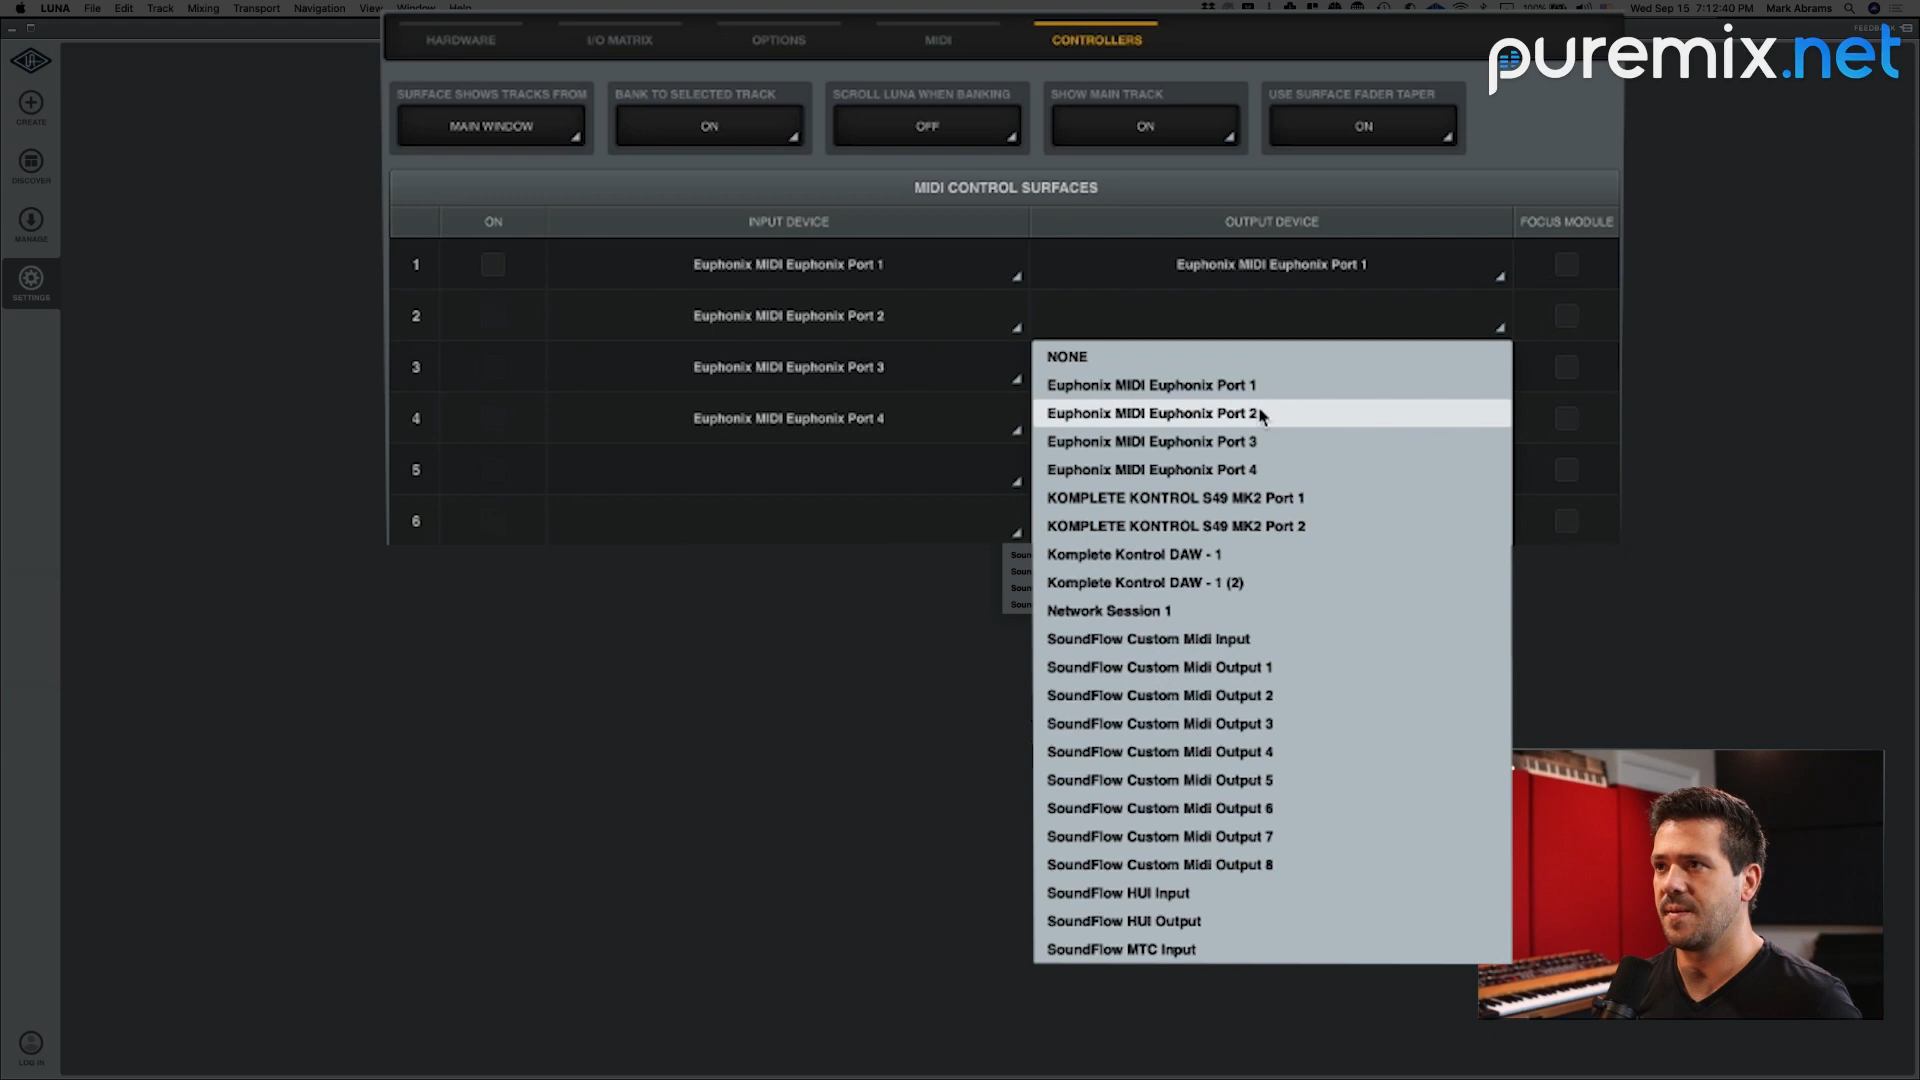 LUNA File Edit Track Mixing Transport Navigation View Window Help 100% Wed Sep 15 7:12:40 PM Mark Abrams
puremix.net
HARDWARE I/O MATRIX OPTIONS MIDI CONTROLLERS
SURFACE SHOWS TRACKS FROM BANK TO SELECTED TRACK SCROLL LUNA WHEN BANKING SHOW MAIN TRACK USE SURFACE FADER TAPER
MAIN WINDOW ON OFF ON ON
CREATE
DISCOVER
MANAGE
SETTINGS
LOG IN
MIDI CONTROL SURFACES
ON INPUT DEVICE OUTPUT DEVICE FOCUS MODULE
1 Euphonix MIDI Euphonix Port 1 Euphonix MIDI Euphonix Port 1
2 Euphonix MIDI Euphonix Port 2
3 Euphonix MIDI Euphonix Port 3
4 Euphonix MIDI Euphonix Port 4
5
6
NONE
Euphonix MIDI Euphonix Port 1
Euphonix MIDI Euphonix Port 2
Euphonix MIDI Euphonix Port 3
Euphonix MIDI Euphonix Port 4
KOMPLETE KONTROL S49 MK2 Port 1
KOMPLETE KONTROL S49 MK2 Port 2
Komplete Kontrol DAW - 1
Komplete Kontrol DAW - 1 (2)
Network Session 1
SoundFlow Custom Midi Input
SoundFlow Custom Midi Output 1
SoundFlow Custom Midi Output 2
SoundFlow Custom Midi Output 3
SoundFlow Custom Midi Output 4
SoundFlow Custom Midi Output 5
SoundFlow Custom Midi Output 6
SoundFlow Custom Midi Output 7
SoundFlow Custom Midi Output 8
SoundFlow HUI Input
SoundFlow HUI Output
SoundFlow MTC Input
Soun
Soun
Soun
Soun